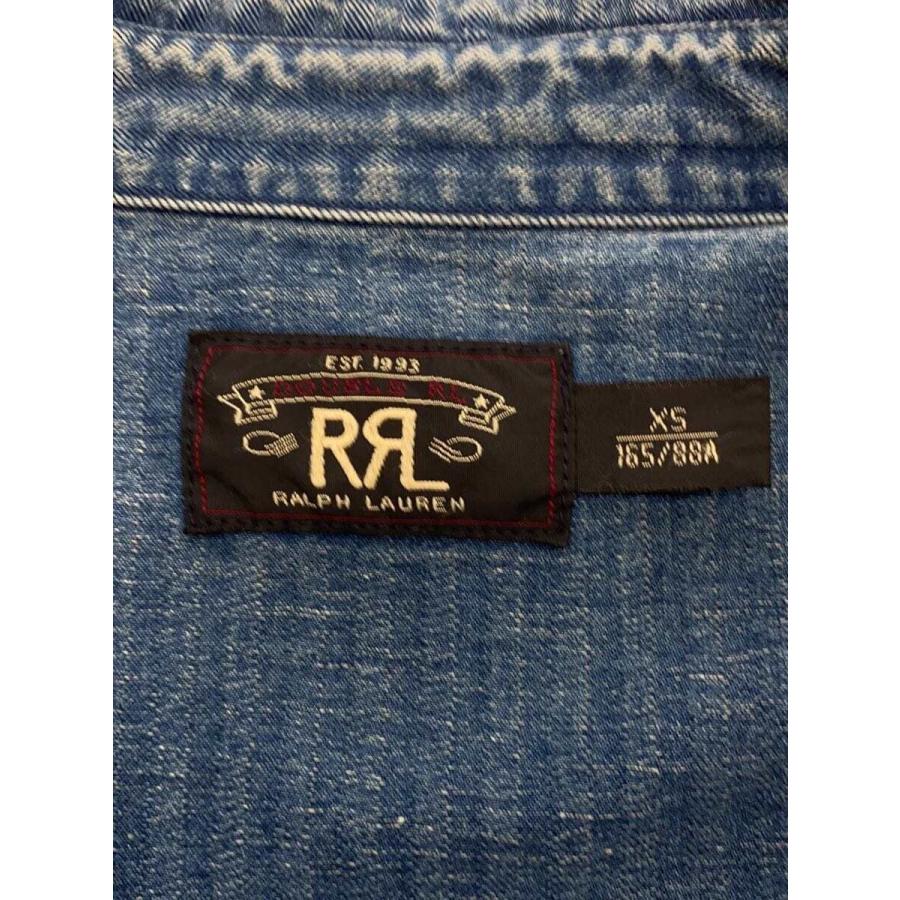 EST. 1993
DOUBLE RL
RRL
RALPH LAUREN
XS
165/88A